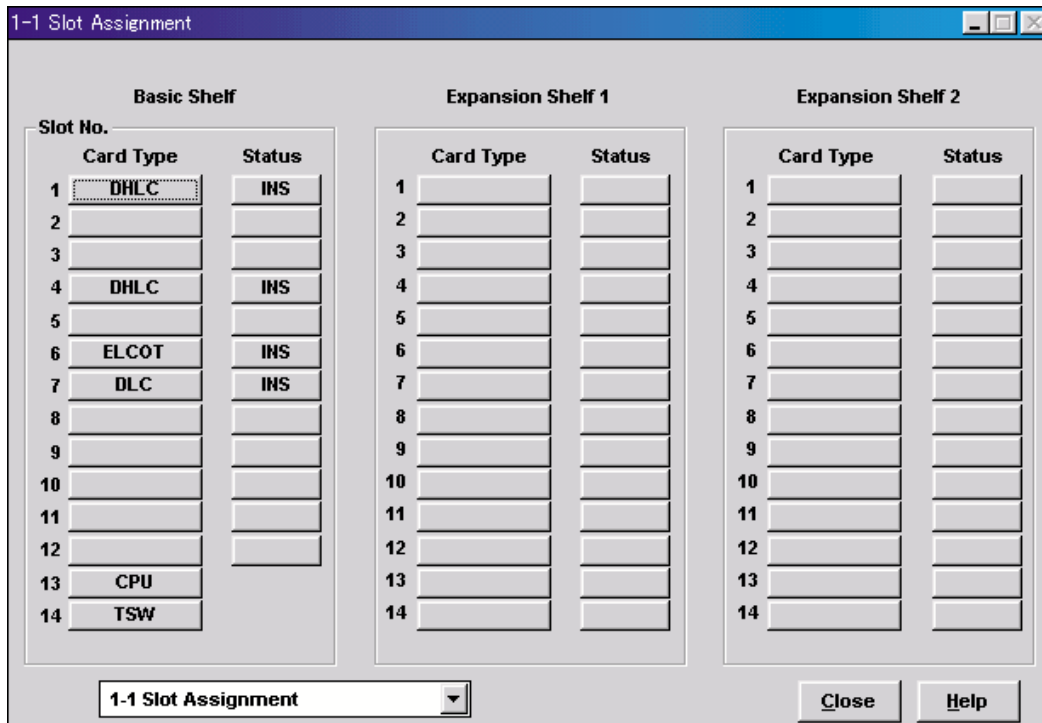 1-1 Slot Assignment
Basic Shelf Expansion Shelf 1 Expansion Shelf 2
Slot No.
Card Type Status Card Type Status Card Type Status
1 DHLC INS 1 1
2 2 2
3 3 3
4 DHLC INS 4 4
5 5 5
6 ELCOT INS 6 6
7 DLC INS 7 7
8 8 8
9 9 9
10 10 10
11 11 11
12 12 12
13 CPU 13 13
14 TSW 14 14
1-1 Slot Assignment Close Help